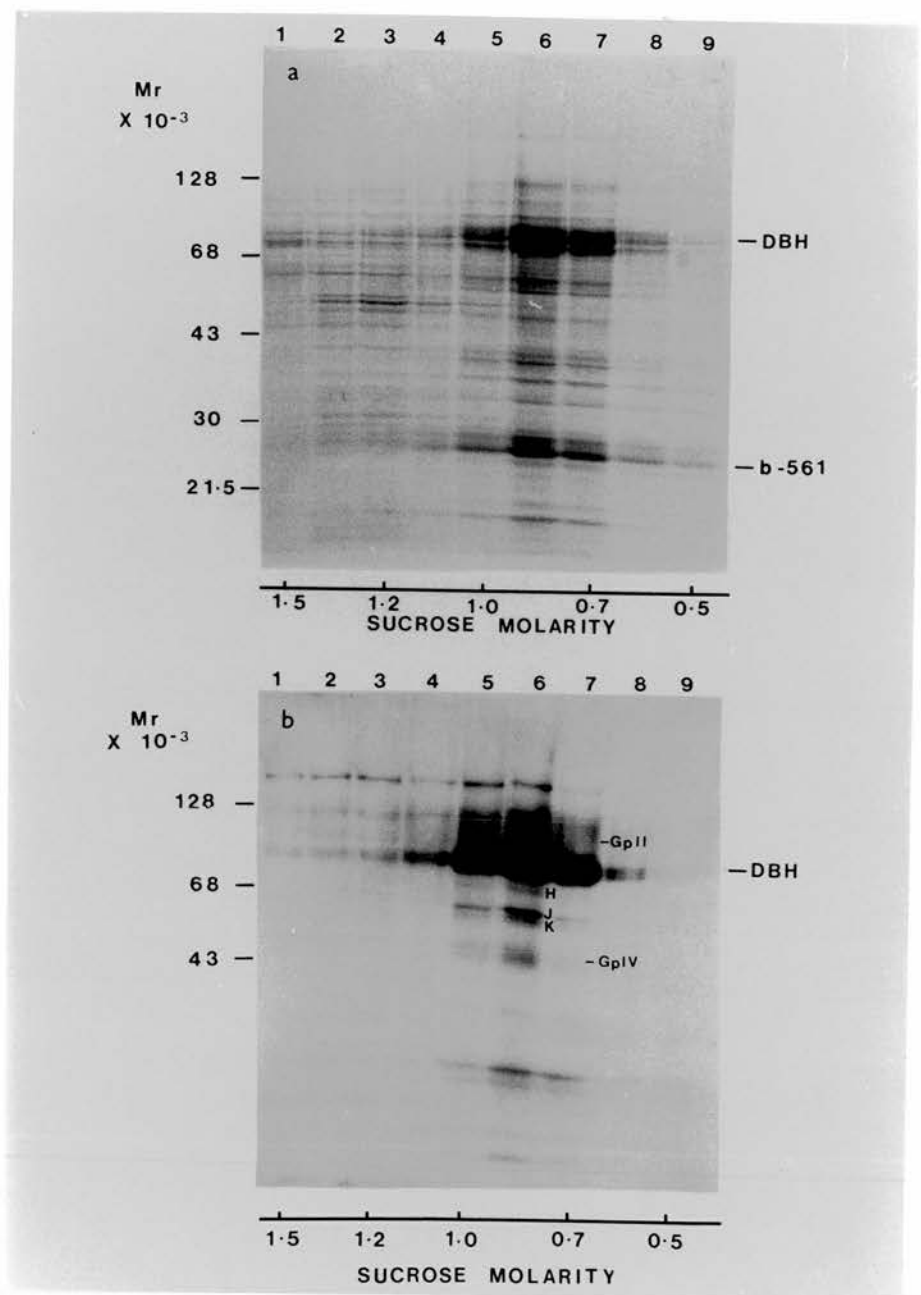 1 2 3 4 5 6 7 8 9
a
Mr
X 10-3
128
68
43
30
21·5
DBH
b-561
1·5 1·2 1·0 0·7 0·5
SUCROSE MOLARITY
1 2 3 4 5 6 7 8 9
b
Mr
X 10-3
128
68
43
GpII
DBH
H
J
K
GpIV
1·5 1·2 1·0 0·7 0·5
SUCROSE MOLARITY